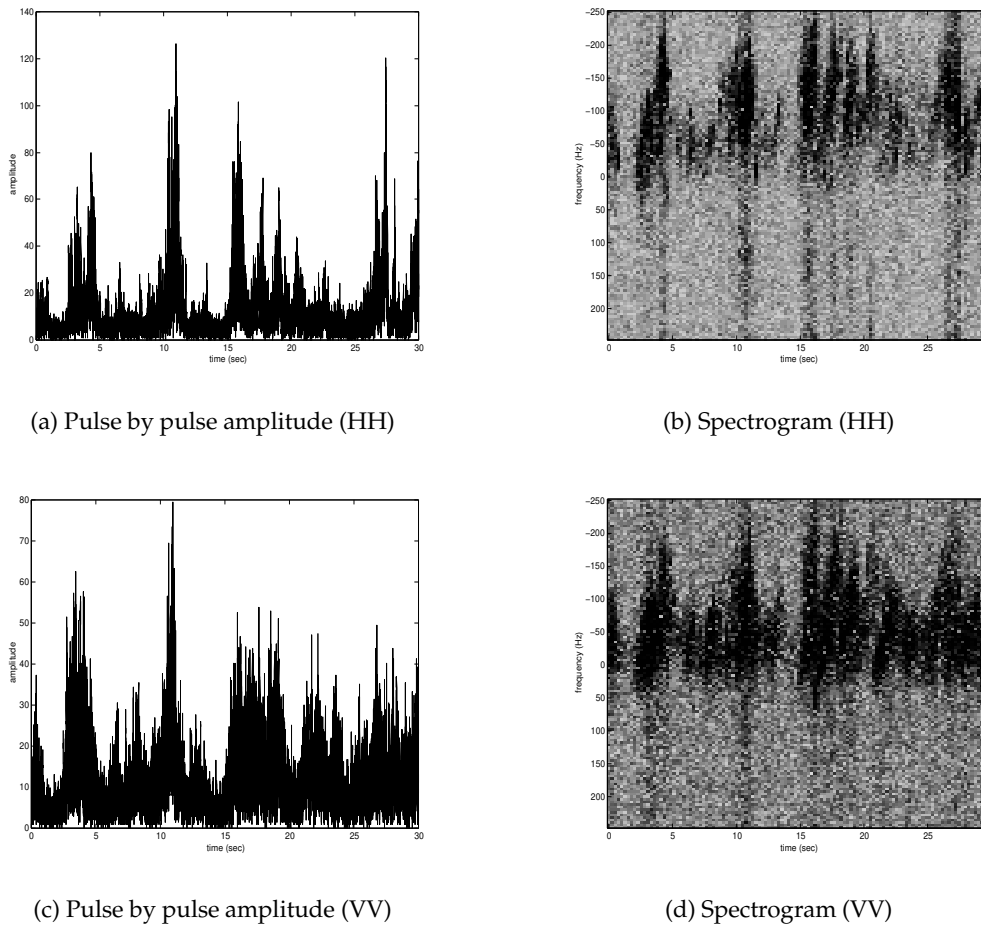 140
120
100
80
60
40
20
0
0 5 10 15 20 25 30
amplitude
time (sec)
(a) Pulse by pulse amplitude (HH)
-250
-200
-150
-100
-50
0
50
100
150
200
0 5 10 15 20 25
frequency (Hz)
time (sec)
(b) Spectrogram (HH)
80
70
60
50
40
30
20
10
0
0 5 10 15 20 25 30
amplitude
time (sec)
(c) Pulse by pulse amplitude (VV)
-250
-200
-150
-100
-50
0
50
100
150
200
0 5 10 15 20 25
frequency (Hz)
time (sec)
(d) Spectrogram (VV)